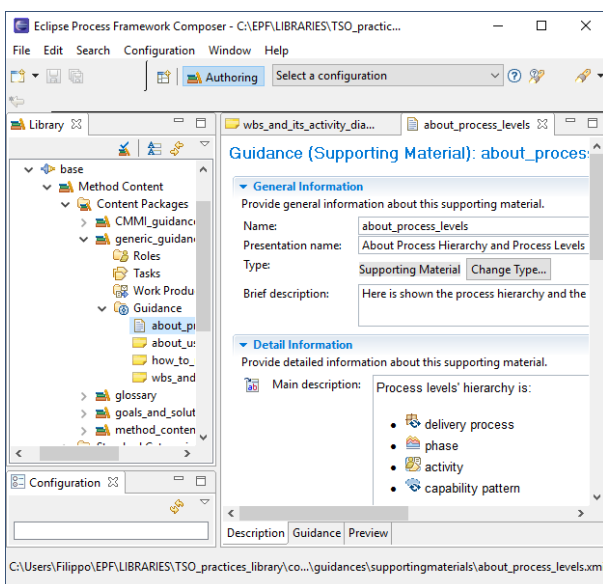 Eclipse Process Framework Composer - C:\EPF\LIBRARIES\TSO_practic...
File Edit Search Configuration Window Help
Authoring
Select a configuration
Library
wbs_and_its_activity_dia...
about_process_levels
base
Method Content
Content Packages
CMMI_guidanc
generic_guidan
Roles
Tasks
Work Produ
Guidance
about_pr
about_us
how_to_
wbs_and
glossary
goals_and_solut
method_conten
Configuration
Guidance (Supporting Material): about_proces
General Information
Provide general information about this supporting material.
Name: about_process_levels
Presentation name: About Process Hierarchy and Process Levels
Type: Supporting Material Change Type...
Brief description: Here is shown the process hierarchy and the
Detail Information
Provide detailed information about this supporting material.
Main description: Process levels' hierarchy is:
• delivery process
• phase
• activity
• capability pattern
Description Guidance Preview
C:\Users\Filippo\EPF\LIBRARIES\TSO_practices_library\co...\guidances\supportingmaterials\about_process_levels.xm